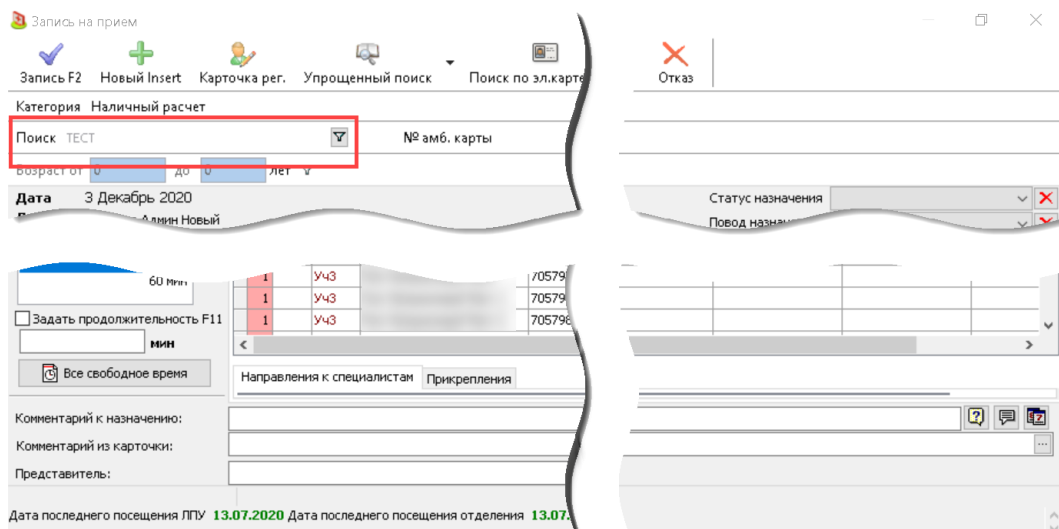 Запись на прием
Запись F2 Новый Insert Карточка рег. Упрощенный поиск Поиск по эл.карте Отказ
Категория Наличный расчет
Поиск ТЕСТ № амб. карты
Возраст от 0 до 0 лет
Дата 3 Декабрь 2020 Статус назначения
Админ Новый Повод
60 мин 1 Уч3 70579
1 Уч3 70579
Задать продолжительность F11 1 Уч3 705798
мин
Все свободное время Направления к специалистам Прикрепления
Комментарий к назначению:
Комментарий из карточки:
Представитель:
Дата последнего посещения ЛПУ 13.07.2020 Дата последнего посещения отделения 13.07.